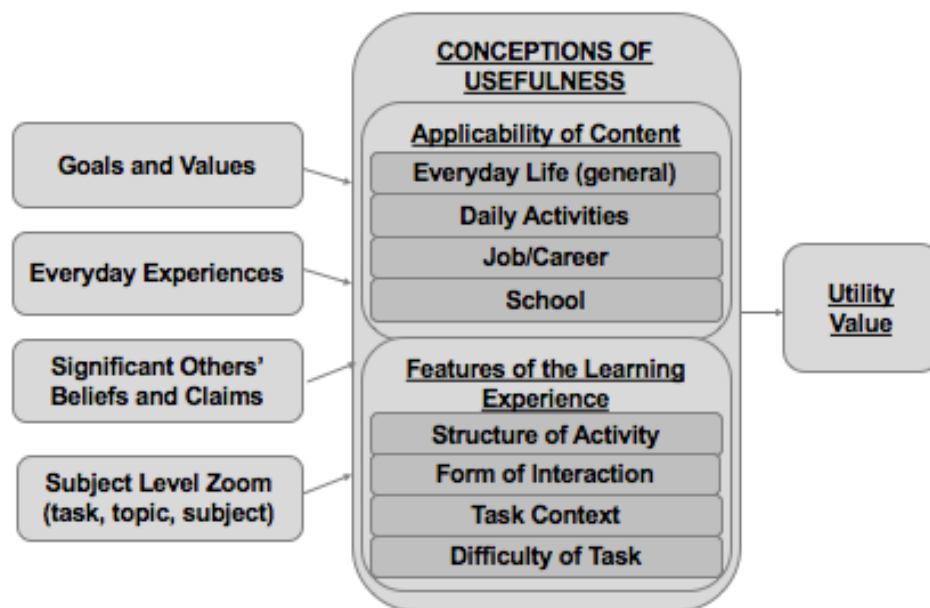 CONCEPTIONS OF
USEFULNESS
Applicability of Content
Everyday Life (general)
Daily Activities
Job/Career
School
Features of the Learning
Experience
Structure of Activity
Form of Interaction
Task Context
Difficulty of Task
Goals and Values
Everyday Experiences
Significant Others’
Beliefs and Claims
Subject Level Zoom
(task, topic, subject)
Utility
Value